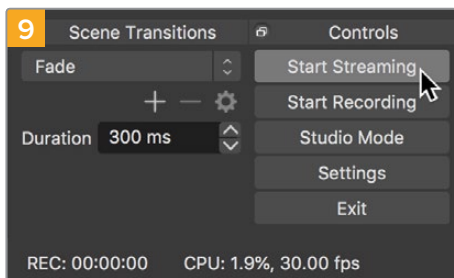 9
Scene Transitions
Controls
Fade
Start Streaming
Start Recording
Duration 300 ms
Studio Mode
Settings
Exit
REC: 00:00:00 CPU: 1.9%, 30.00 fps